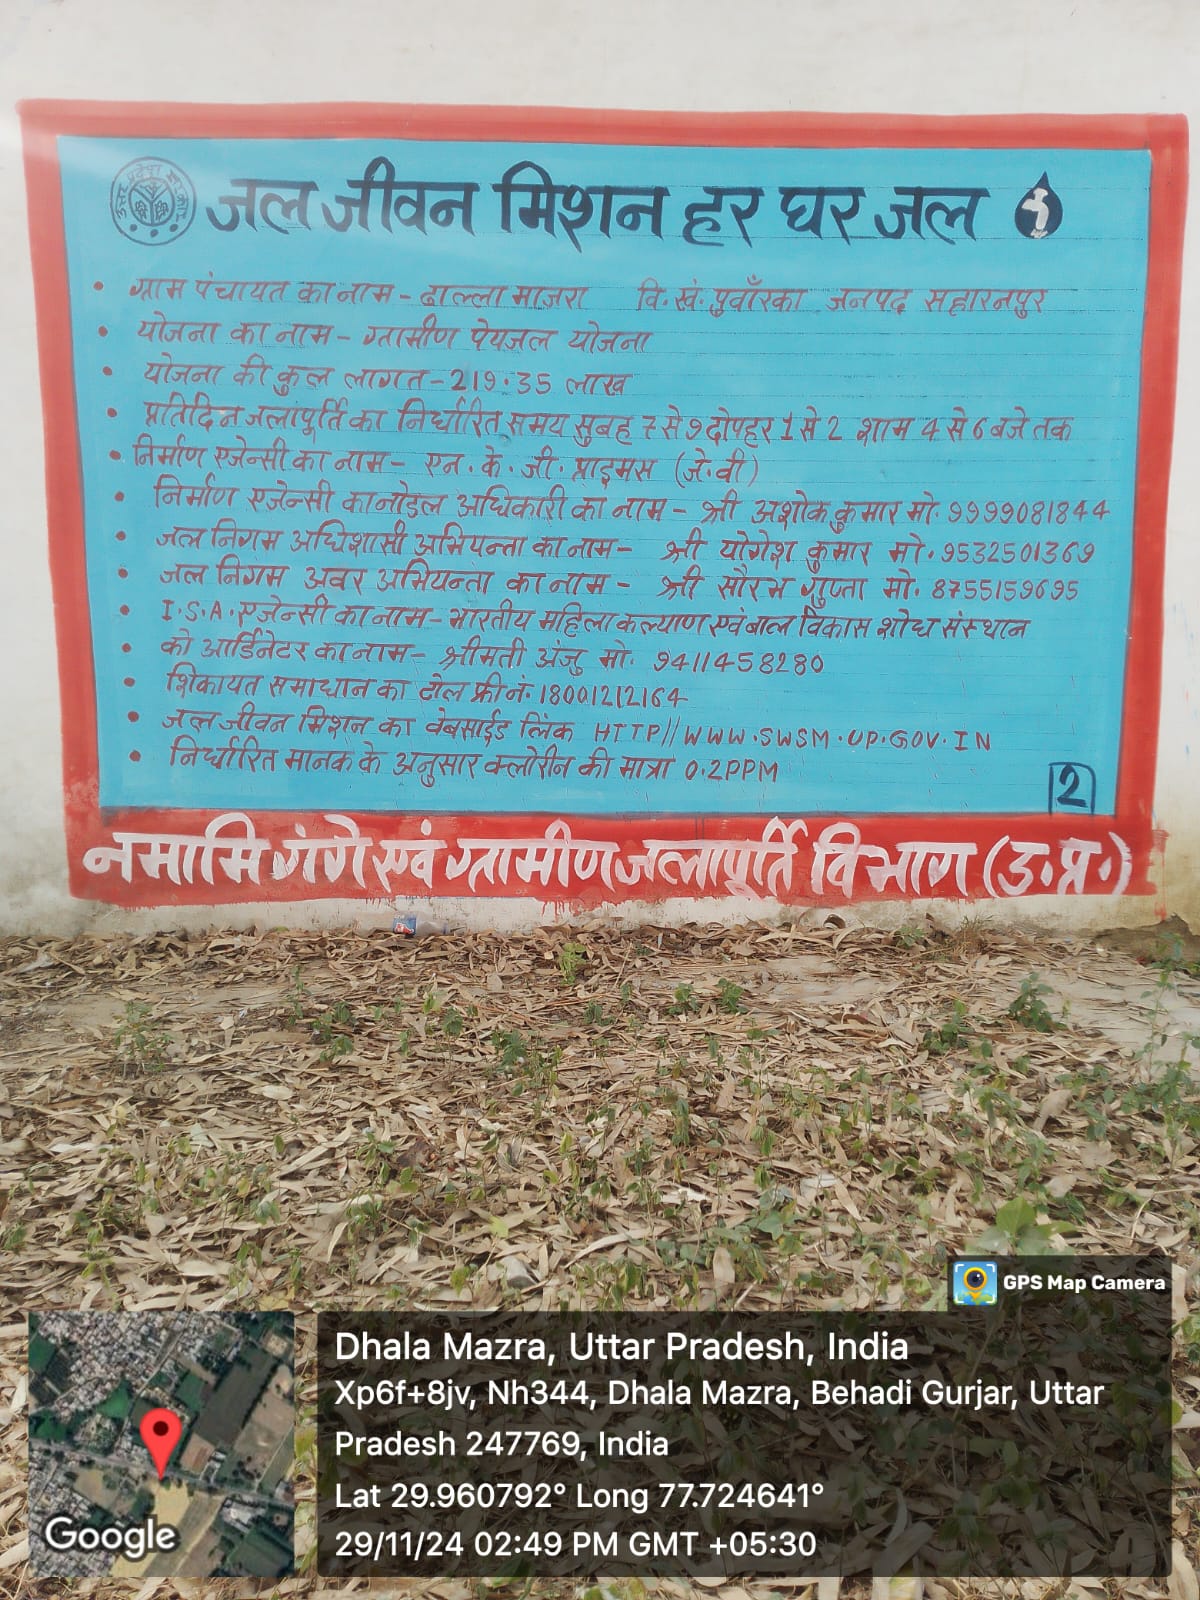 उत्तर प्रदेश सरकार
जल जीवन मिशन हर घर जल
• ग्राम पंचायत का नाम - ढाल्ला माजरा वि. खं. पुवाँरका जनपद सहारनपुर
• योजना का नाम - ग्रामीण पेयजल योजना
• योजना की कुल लागत - 219.35 लाख
• प्रतिदिन जलापूर्ति का निर्धारित समय सुबह 7 से 9 दोपहर 1 से 2 शाम 4 से 6 बजे तक
• निर्माण एजेन्सी का नाम - एन. के. जी. प्राइमस (जे.वी)
• निर्माण एजेन्सी का नोडल अधिकारी का नाम - श्री अशोक कुमार मो. 9999081844
• जल निगम अधिशासी अभियन्ता का नाम - श्री योगेश कुमार मो. 9532501369
• जल निगम अवर अभियन्ता का नाम - श्री सौरभ गुप्ता मो. 8755159695
• I.S.A. एजेन्सी का नाम - भारतीय महिला कल्याण एवं बाल विकास शोध संस्थान
• को आर्डिनेटर का नाम - श्रीमती अंजु मो. 9411458280
• शिकायत समाधान का टोल फ्री नं. 18001212164
• जल जीवन मिशन का वेबसाईड लिंक HTTP//WWW.SWSM.UP.GOV.IN
• निर्धारित मानक के अनुसार क्लोरीन की मात्रा 0.2PPM
2
नमामि गंगे एवं ग्रामीण जलापूर्ति विभाग (उ.प्र.)
GPS Map Camera
Dhala Mazra, Uttar Pradesh, India
Xp6f+8jv, Nh344, Dhala Mazra, Behadi Gurjar, Uttar
Pradesh 247769, India
Lat 29.960792° Long 77.724641°
29/11/24 02:49 PM GMT +05:30
Google